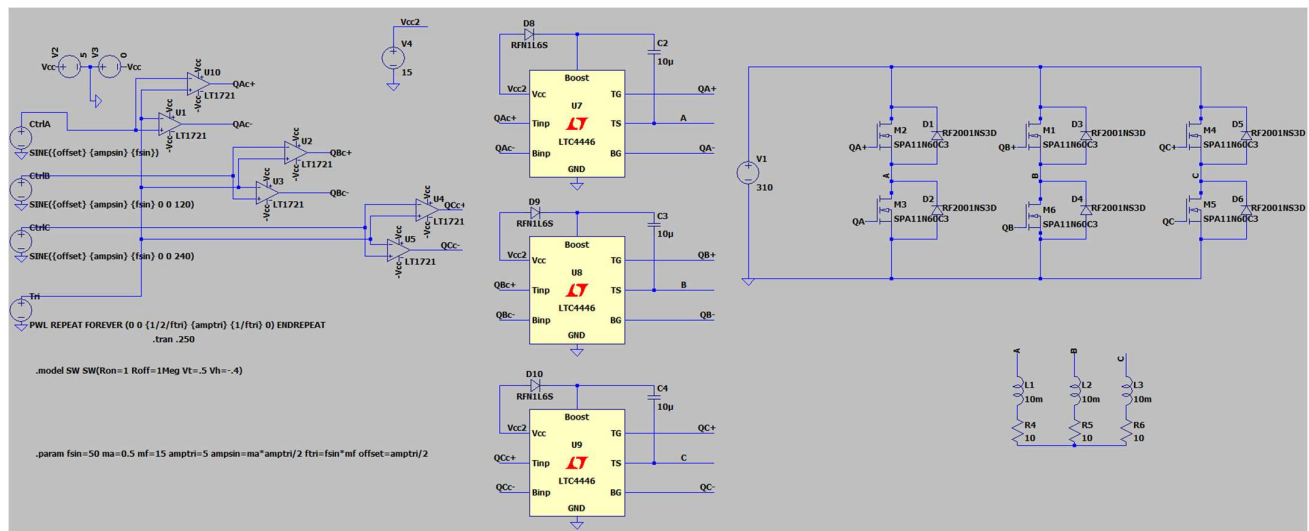 V2
Vcc
5
V3
0
-Vcc
Vcc
U10
QAc+
-Vcc
LT1721
CtrlA
Vcc
U1
QAc-
-Vcc
LT1721
SINE({offset} {ampsin} {fsin})
Vcc
U2
QBc+
-Vcc
LT1721
CtrlB
Vcc
U3
QBc-
-Vcc
LT1721
SINE({offset} {ampsin} {fsin} 0 0 120)
Vcc
U4
QCc+
-Vcc
LT1721
CtrlC
Vcc
U5
QCc-
-Vcc
LT1721
SINE({offset} {ampsin} {fsin} 0 0 240)
Tri
PWL REPEAT FOREVER (0 0 {1/2/ftri} {amptri} {1/ftri} 0) ENDREPEAT
.tran .250
.model SW SW(Ron=1 Roff=1Meg Vt=.5 Vh=-.4)
.param fsin=50 ma=0.5 mf=15 amptri=5 ampsin=ma*amptri/2 ftri=fsin*mf offset=amptri/2
Vcc2
V4
15
D8
RFN1L6S
C2
10µ
Boost
Vcc2
Vcc
TG
QA+
U7
QAc+
Tinp
TS
A
LTC4446
QAc-
Binp
BG
QA-
GND
D9
RFN1L6S
C3
10µ
Boost
Vcc2
Vcc
TG
QB+
U8
QBc+
Tinp
TS
B
LTC4446
QBc-
Binp
BG
QB-
GND
D10
RFN1L6S
C4
10µ
Boost
Vcc2
Vcc
TG
QC+
U9
QCc+
Tinp
TS
C
LTC4446
QCc-
Binp
BG
QC-
GND
V1
310
M2
D1
RF2001NS3D
QA+
SPA11N60C3
M1
D3
RF2001NS3D
QB+
SPA11N60C3
M4
D5
RF2001NS3D
QC+
SPA11N60C3
A
B
C
M3
D2
RF2001NS3D
QA-
SPA11N60C3
M6
D4
RF2001NS3D
QB-
SPA11N60C3
M5
D6
RF2001NS3D
QC-
SPA11N60C3
A
B
C
L1
10m
L2
10m
L3
10m
R4
10
R5
10
R6
10